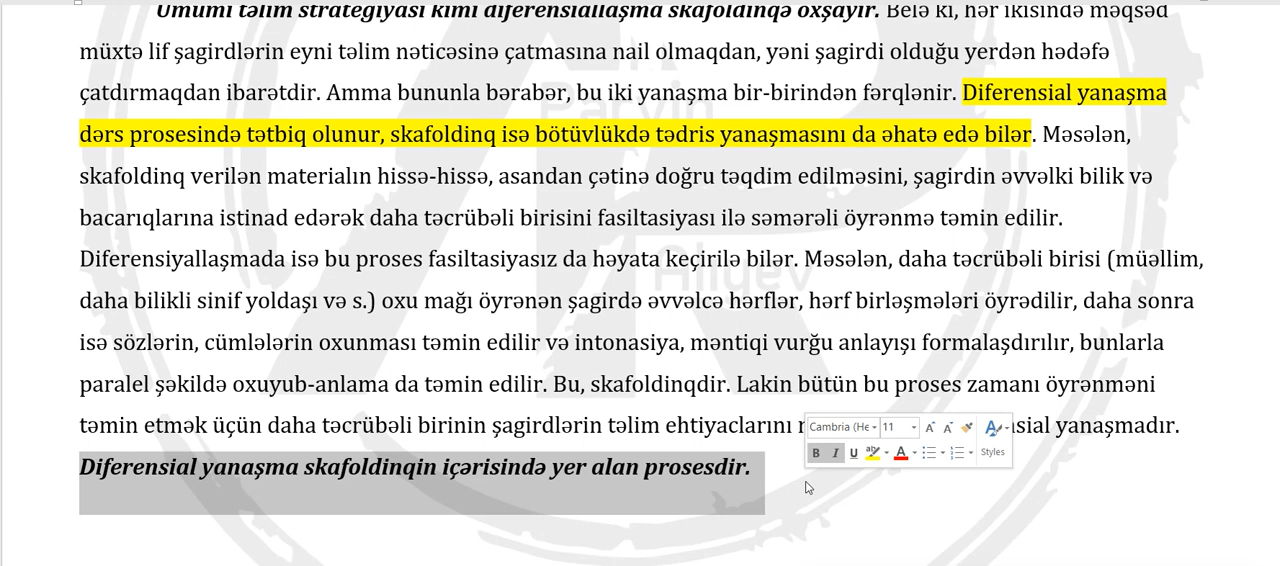 Ümumi təlim strategiyası kimi diferensiallaşma skafoldinqə oxşayır. Belə ki, hər ikisində məqsəd
müxtə lif şagirdlərin eyni təlim nəticəsinə çatmasına nail olmaqdan, yəni şagirdi olduğu yerdən hədəfə
çatdırmaqdan ibarətdir. Amma bununla bərabər, bu iki yanaşma bir-birindən fərqlənir. Diferensial yanaşma
dərs prosesində tətbiq olunur, skafoldinq isə bötüvlükdə tədris yanaşmasını da əhatə edə bilər. Məsələn,
skafoldinq verilən materialın hissə-hissə, asandan çətinə doğru təqdim edilməsini, şagirdin əvvəlki bilik və
bacarıqlarına istinad edərək daha təcrübəli birisini fasiltasiyası ilə səmərəli öyrənmə təmin edilir.
Diferensiyallaşmada isə bu proses fasiltasiyasız da həyata keçirilə bilər. Məsələn, daha təcrübəli birisi (müəllim,
daha bilikli sinif yoldaşı və s.) oxu mağı öyrənən şagirdə əvvəlcə hərflər, hərf birləşmələri öyrədilir, daha sonra
isə sözlərin, cümlələrin oxunması təmin edilir və intonasiya, məntiqi vurğu anlayışı formalaşdırılır, bunlarla
paralel şəkildə oxuyub-anlama da təmin edilir. Bu, skafoldinqdir. Lakin bütün bu proses zamanı öyrənməni
təmin etmək üçün daha təcrübəli birinin şagirdlərin təlim ehtiyaclarını yanaşmadır.
Cambria (He 11
B I U Styles
Diferensial yanaşma skafoldinqin içərisində yer alan prosesdir.
Parvin
Aliyev